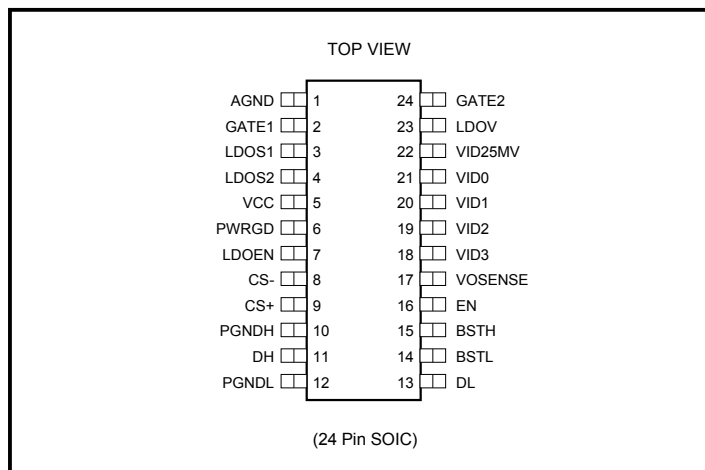 TOP VIEW
AGND 1 24 GATE2
GATE1 2 23 LDOV
LDOS1 3 22 VID25MV
LDOS2 4 21 VID0
VCC 5 20 VID1
PWRGD 6 19 VID2
LDOEN 7 18 VID3
CS- 8 17 VOSENSE
CS+ 9 16 EN
PGNDH 10 15 BSTH
DH 11 14 BSTL
PGNDL 12 13 DL
(24 Pin SOIC)